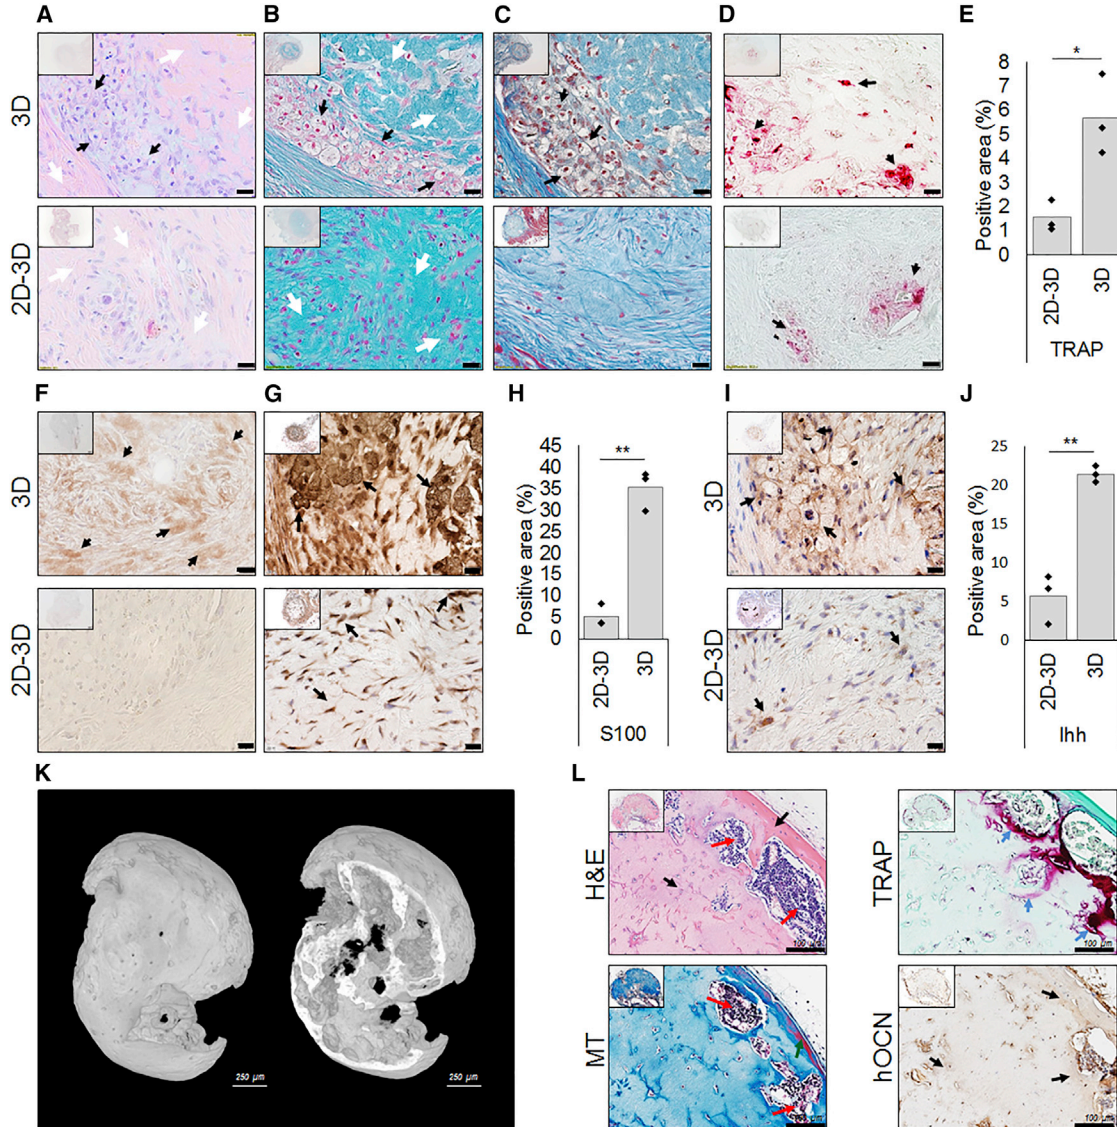 A
B
C
D
E
3D
2D-3D
Positive area (%)
8
7
6
5
4
3
2
1
0
*
2D-3D
3D
TRAP
F
G
H
I
J
3D
2D-3D
Positive area (%)
45
40
35
30
25
20
15
10
5
0
**
2D-3D
3D
S100
3D
2D-3D
Positive area (%)
25
20
15
10
5
0
**
2D-3D
3D
Ihh
K
L
250 µm
250 µm
H&E
TRAP
100 µm
100 µm
MT
hOCN
100 µm
100 µm